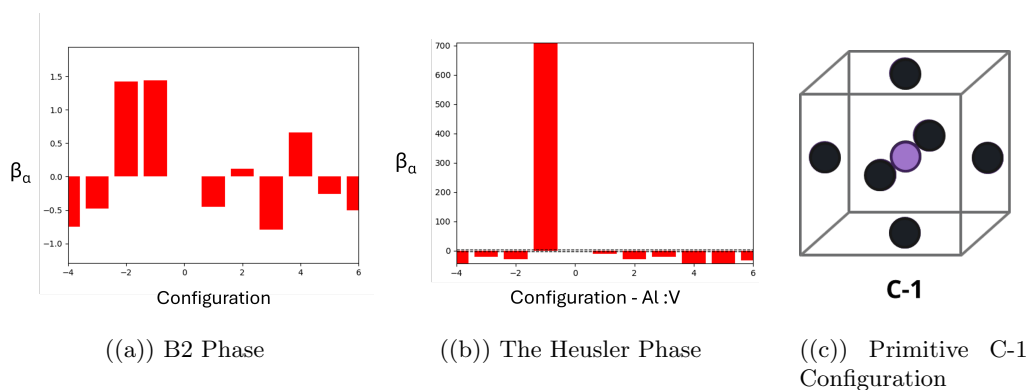 1.5
1.0
0.5
0.0
−0.5
−1.0
βα
−4 −2 0 2 4 6
Configuration
((a)) B2 Phase
700
600
500
400
300
200
100
0
βα
−4 −2 0 2 4 6
Configuration - Al :V
((b)) The Heusler Phase
C-1
((c)) Primitive C-1
Configuration